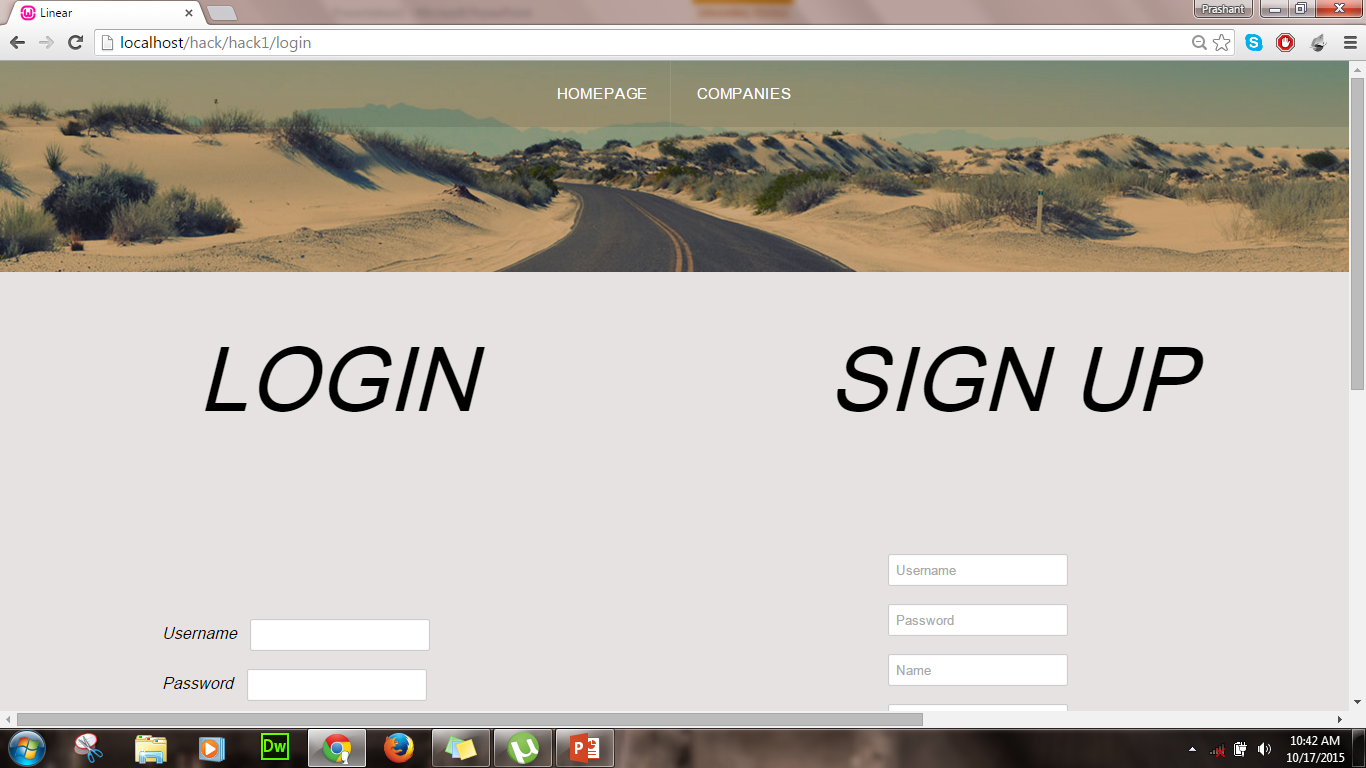 Linear
Prashant
localhost/hack/hack1/login
HOMEPAGE COMPANIES
LOGIN SIGN UP
Username
Password
Name
Username
Password
Dw
10:42 AM
10/17/2015